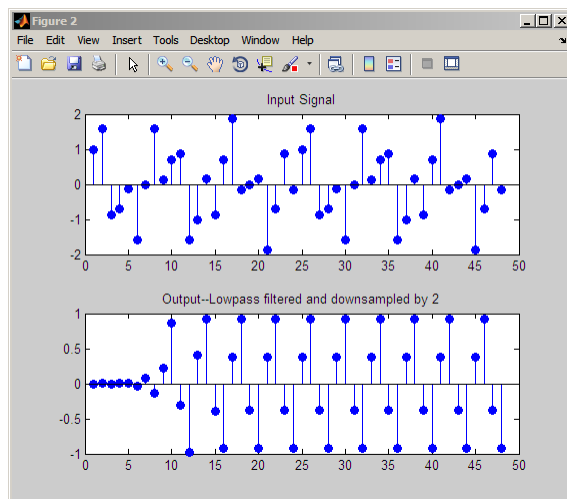 Figure 2
File Edit View Insert Tools Desktop Window Help
Input Signal
2
1
0
-1
-2
0 5 10 15 20 25 30 35 40 45 50
Output--Lowpass filtered and downsampled by 2
1
0.5
0
-0.5
-1
0 5 10 15 20 25 30 35 40 45 50